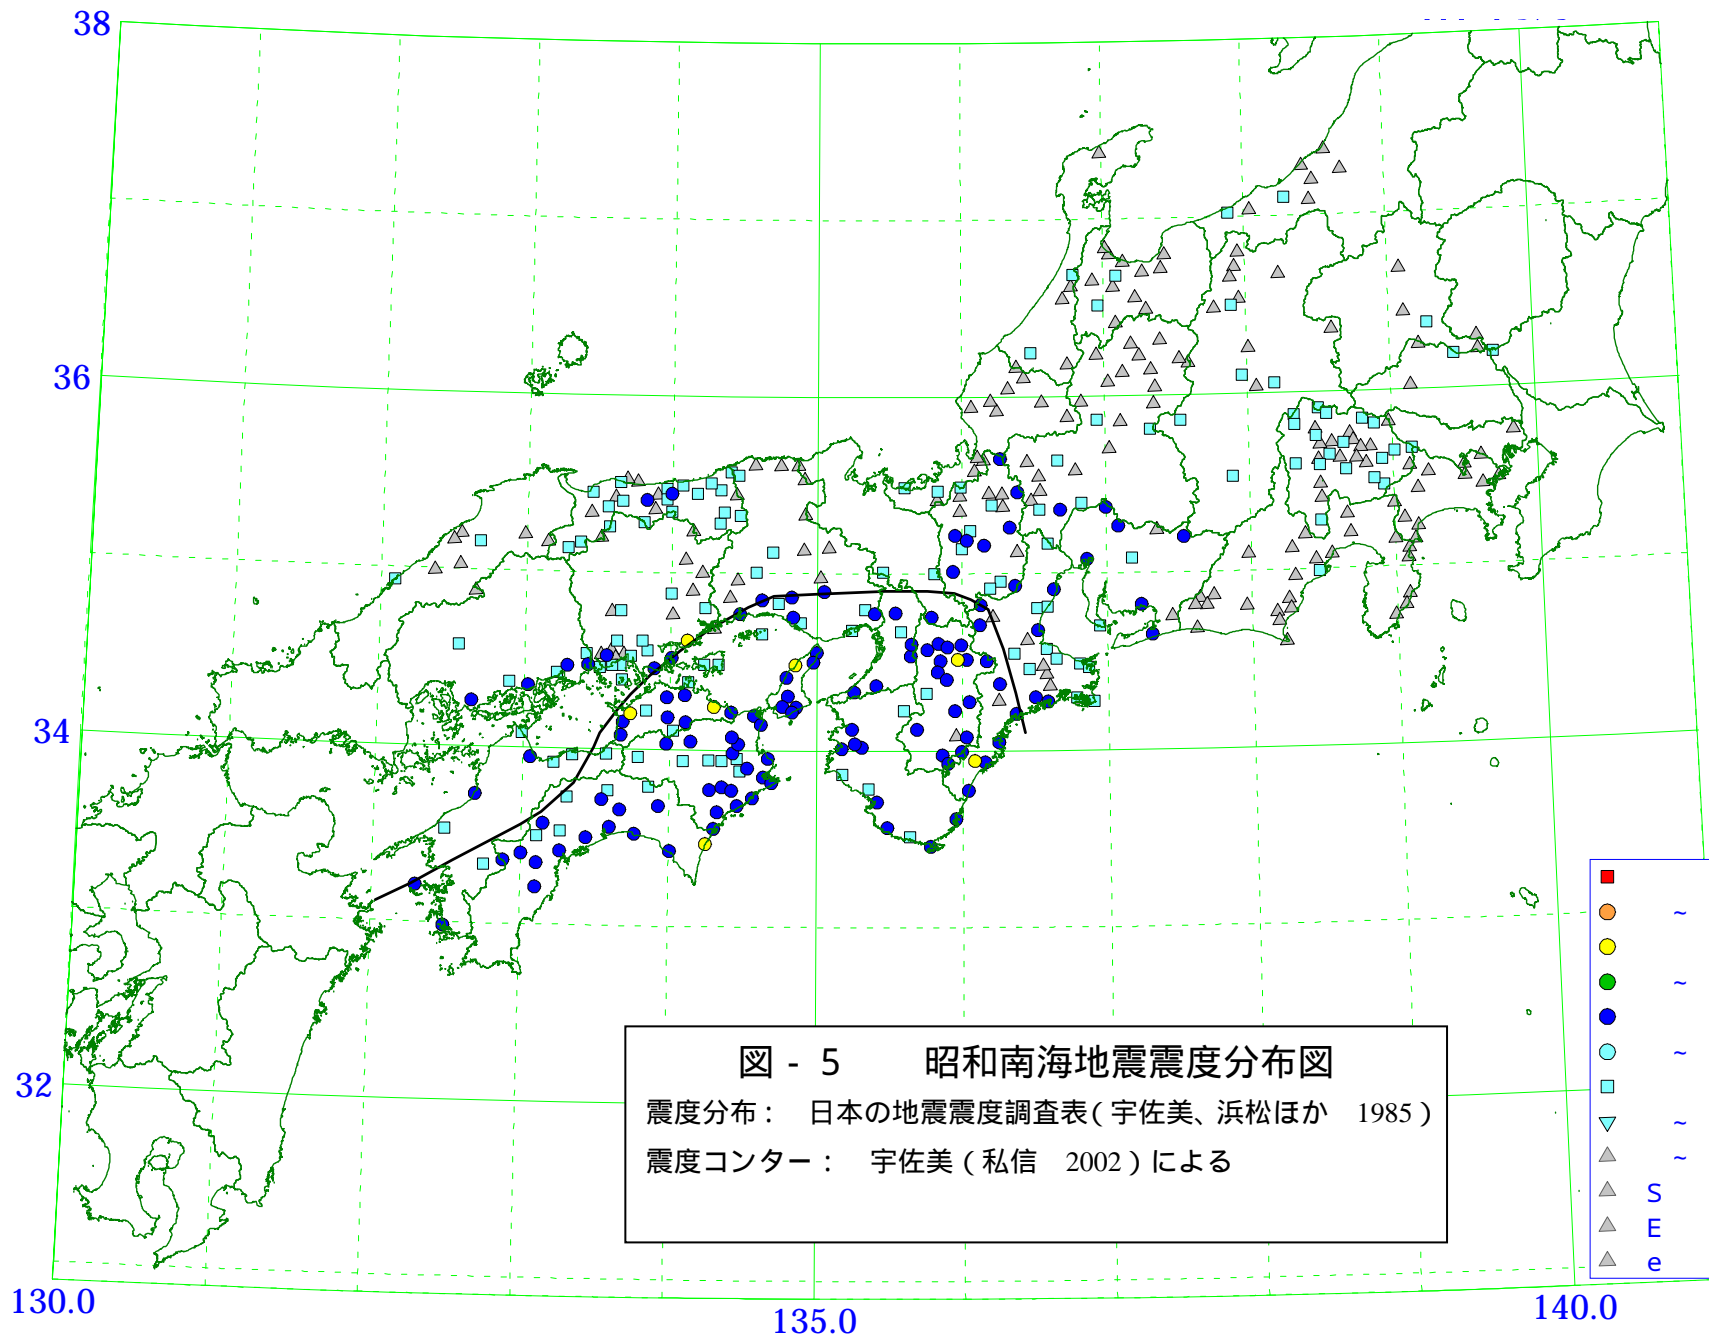 38
36
34
32
130.0
135.0
140.0
図 - 5 昭和南海地震震度分布図
震度分布： 日本の地震震度調査表(宇佐美、浜松ほか 1985)
震度コンター： 宇佐美(私信 2002)による
~
~
~
~
~
S
E
e